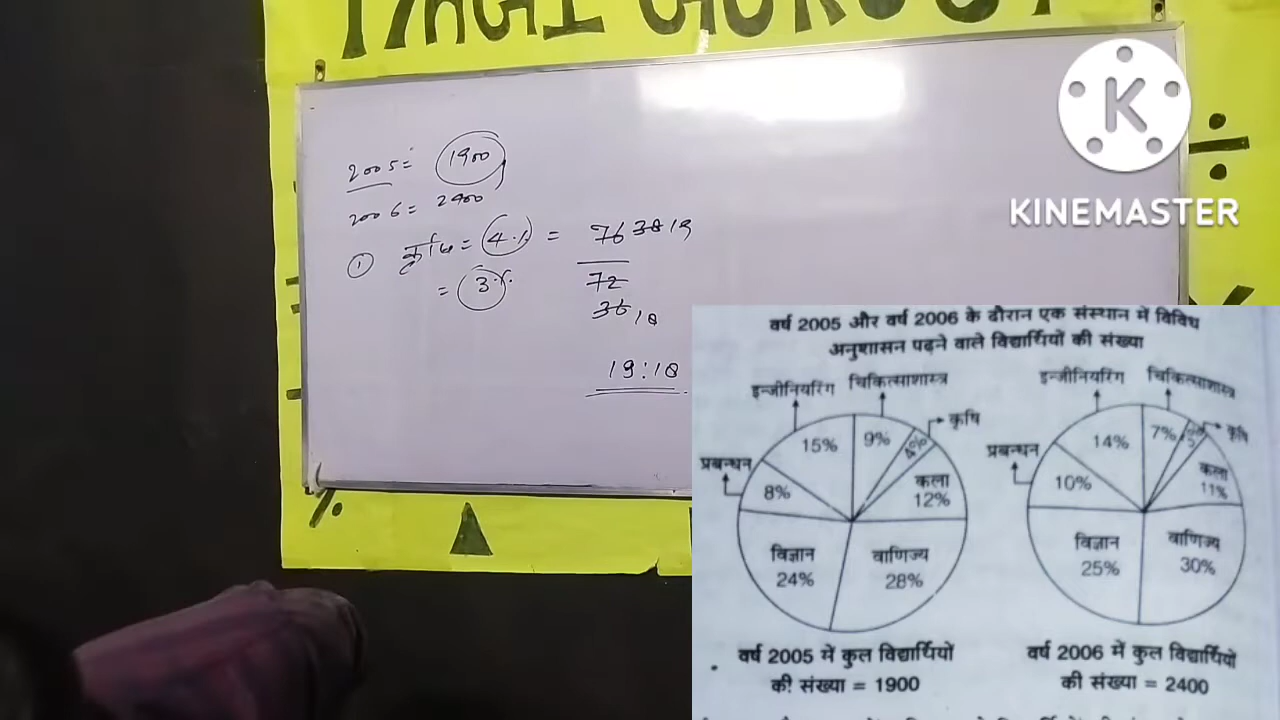 2005 = 1900
2006 = 2400
① कृषि = 4% = 76 38 19
= 3% 72
36 18
19:18
KINEMASTER
वर्ष 2005 और वर्ष 2006 के दौरान एक संस्थान में विविध
अनुशासन पढ़ने वाले विद्यार्थियों की संख्या
इन्जीनियरिंग चिकित्साशास्त्र
कृषि
15% 9% 4%
प्रबन्धन
8%
कला
12%
विज्ञान
24%
वाणिज्य
28%
वर्ष 2005 में कुल विद्यार्थियों
की संख्या = 1900
इन्जीनियरिंग चिकित्साशास्त्र
कृषि
14% 7%
प्रबन्धन
10%
कला
11%
विज्ञान
25%
वाणिज्य
30%
वर्ष 2006 में कुल विद्यार्थियों
की संख्या = 2400